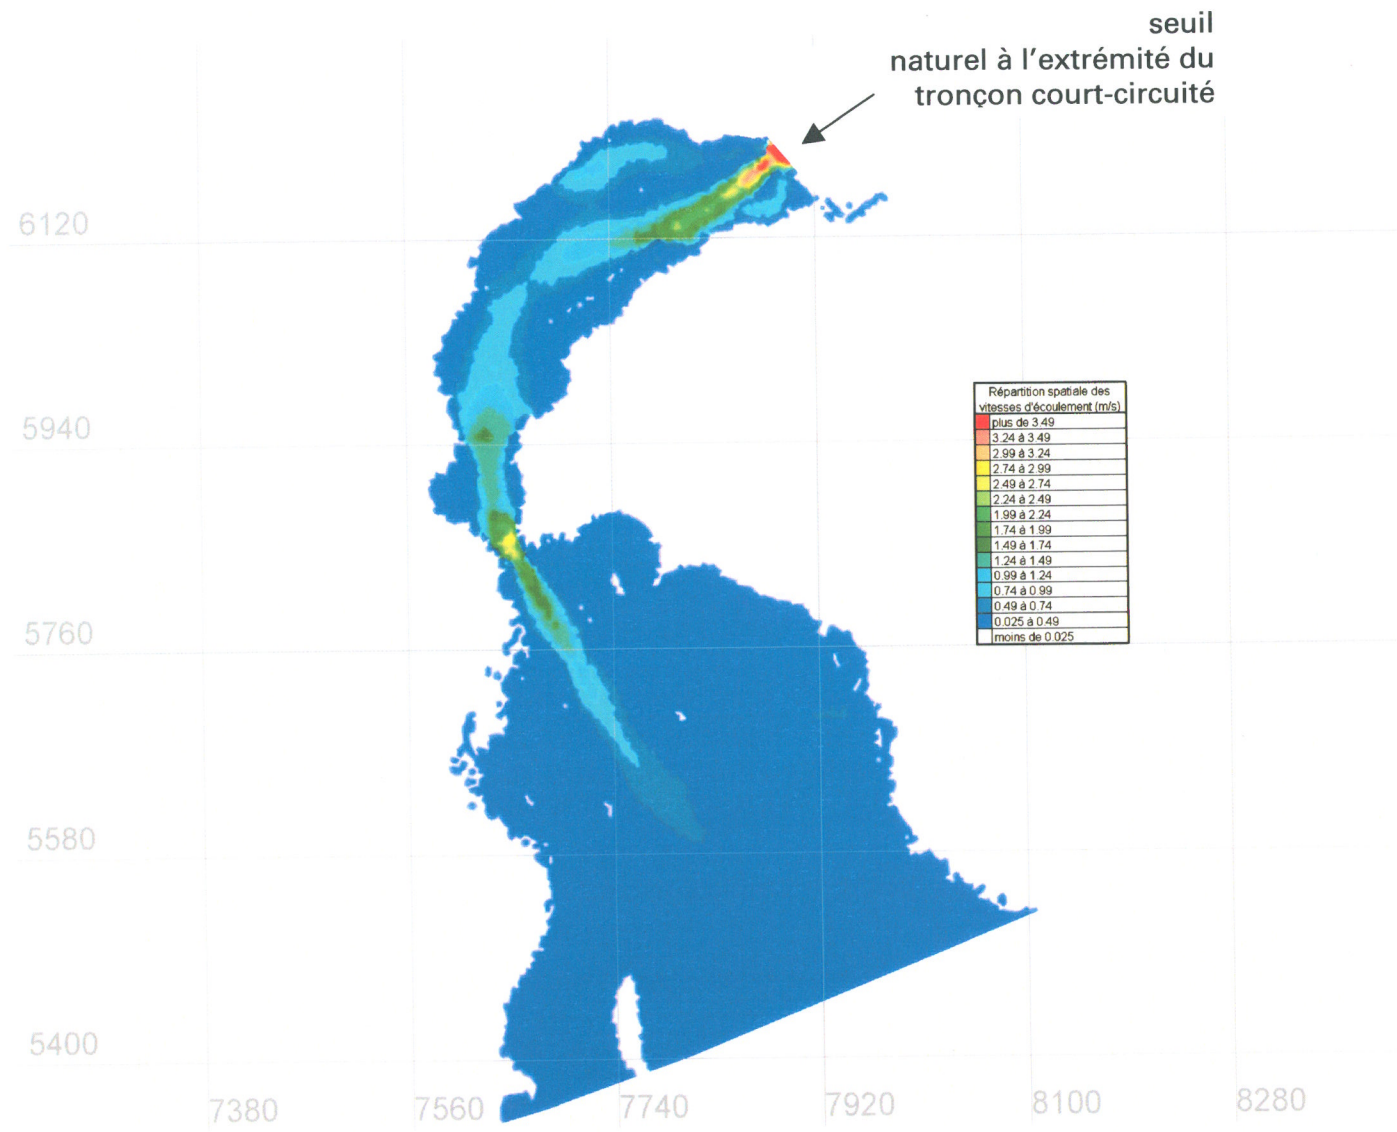 seuil
naturel à l'extrémité du
tronçon court-circuité
6120
5940
5760
5580
5400
7380
7560
7740
7920
8100
8280
Répartition spatiale des
vitesses d'écoulement (m/s)
plus de 3.49
3.24 à 3.49
2.99 à 3.24
2.74 à 2.99
2.49 à 2.74
2.24 à 2.49
1.99 à 2.24
1.74 à 1.99
1.49 à 1.74
1.24 à 1.49
0.99 à 1.24
0.74 à 0.99
0.49 à 0.74
0.025 à 0.49
moins de 0.025